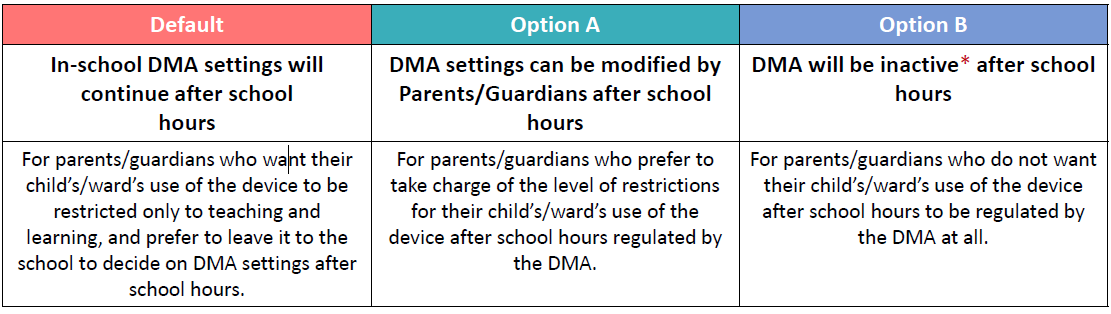 Default
Option A
Option B
In-school DMA settings will
continue after school
hours
DMA settings can be modified by
Parents/Guardians after school
hours
DMA will be inactive* after school
hours
For parents/guardians who want their
child’s/ward’s use of the device to be
restricted only to teaching and
learning, and prefer to leave it to the
school to decide on DMA settings after
school hours.
For parents/guardians who prefer to
take charge of the level of restrictions
for their child’s/ward’s use of the
device after school hours regulated by
the DMA.
For parents/guardians who do not want
their child’s/ward’s use of the device
after school hours to be regulated by
the DMA at all.